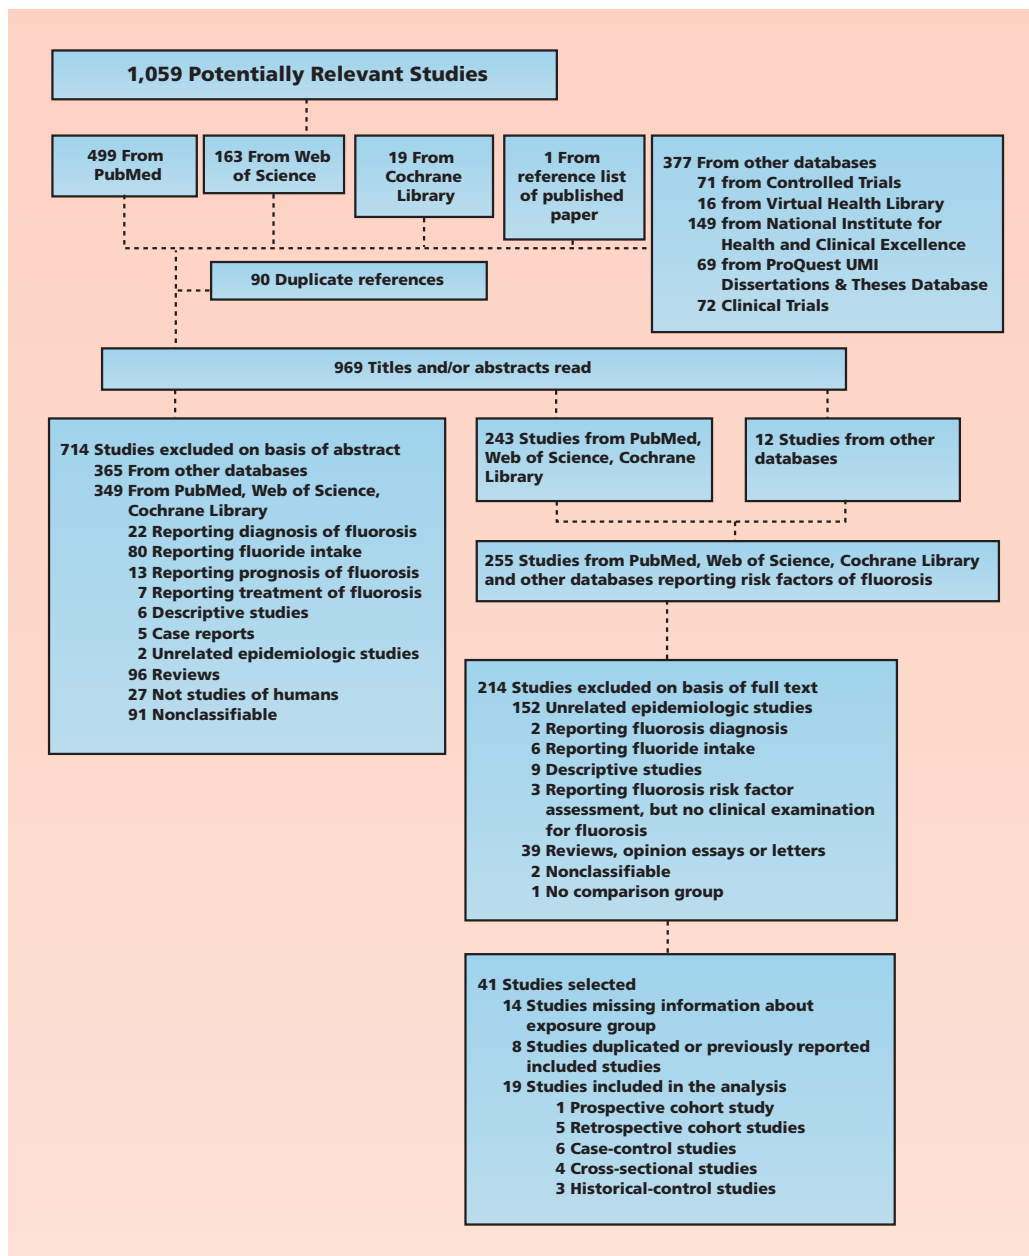 1,059 Potentially Relevant Studies
499 From
PubMed
163 From Web
of Science
19 From
Cochrane
Library
1 From
reference list
of published
paper
377 From other databases
71 from Controlled Trials
16 from Virtual Health Library
149 from National Institute for
Health and Clinical Excellence
69 from ProQuest UMI
Dissertations & Theses Database
72 Clinical Trials
90 Duplicate references
969 Titles and/or abstracts read
714 Studies excluded on basis of abstract
365 From other databases
349 From PubMed, Web of Science,
Cochrane Library
22 Reporting diagnosis of fluorosis
80 Reporting fluoride intake
13 Reporting prognosis of fluorosis
7 Reporting treatment of fluorosis
6 Descriptive studies
5 Case reports
2 Unrelated epidemiologic studies
96 Reviews
27 Not studies of humans
91 Nonclassifiable
243 Studies from PubMed,
Web of Science, Cochrane
Library
12 Studies from other
databases
255 Studies from PubMed, Web of Science, Cochrane Library
and other databases reporting risk factors of fluorosis
214 Studies excluded on basis of full text
152 Unrelated epidemiologic studies
2 Reporting fluorosis diagnosis
6 Reporting fluoride intake
9 Descriptive studies
3 Reporting fluorosis risk factor
assessment, but no clinical examination
for fluorosis
39 Reviews, opinion essays or letters
2 Nonclassifiable
1 No comparison group
41 Studies selected
14 Studies missing information about
exposure group
8 Studies duplicated or previously reported
included studies
19 Studies included in the analysis
1 Prospective cohort study
5 Retrospective cohort studies
6 Case-control studies
4 Cross-sectional studies
3 Historical-control studies